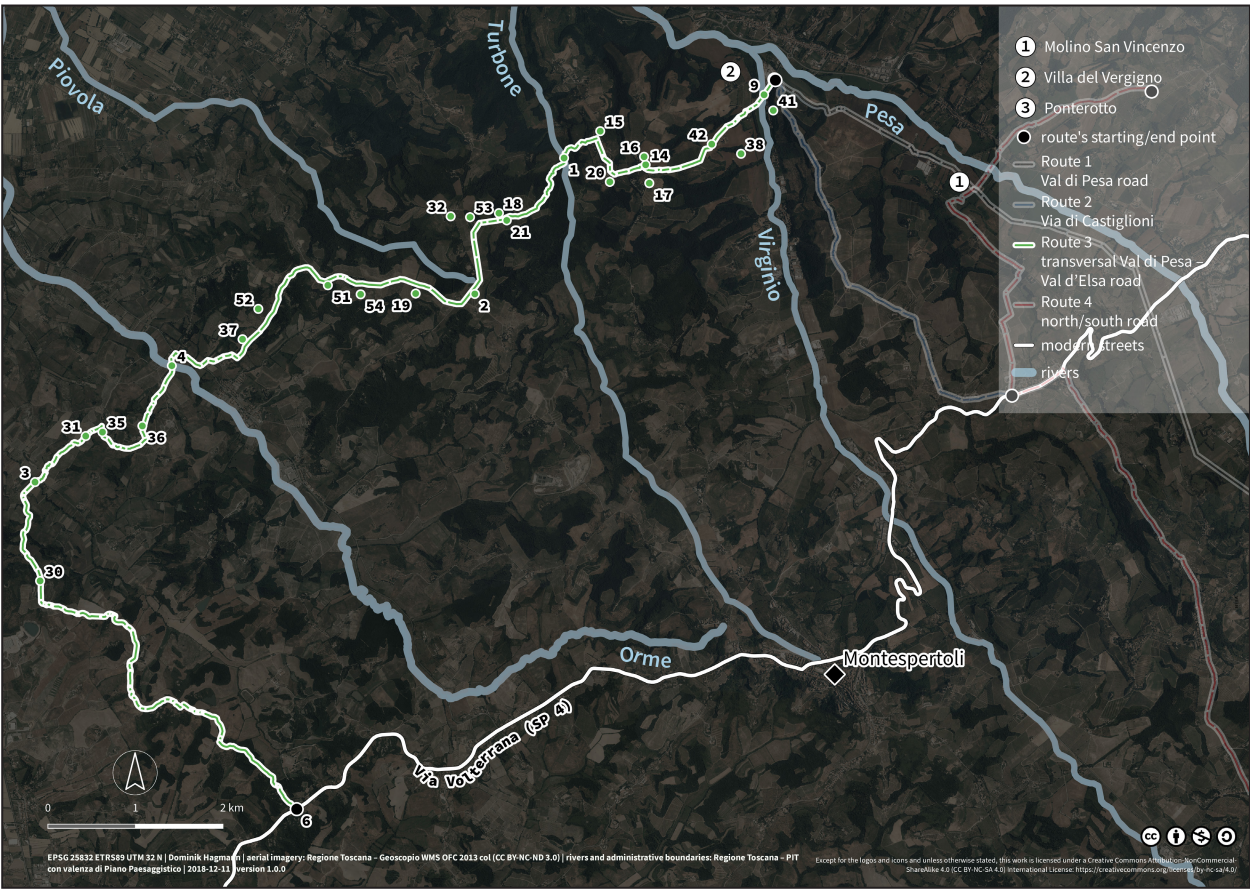 Piovola
Turbone
Pesa
Virginio
Orme
Montespertoli
Via Volterrana (SP 4)
1
2
3
Molino San Vincenzo
Villa del Vergigno
Ponterotto
route's starting/end point
Route 1
Val di Pesa road
Route 2
Via di Castiglioni
Route 3
transversal Val di Pesa –
Val d’Elsa road
Route 4
north/south road
modern streets
rivers
2
9
41
1
15
42
38
16
14
1
20
17
32
53
18
21
52
51
54
19
2
37
4
31
35
36
3
30
6
0 1 2 km
EPSG 25832 ETRS89 UTM 32 N | Dominik Hagmann | aerial imagery: Regione Toscana – Geoscopio WMS OFC 2013 col (CC BY-NC-ND 3.0) | rivers and administrative boundaries: Regione Toscana – PIT
con valenza di Piano Paesaggistico | 2018-12-11 version 1.0.0
cc
Except for the logos and icons and unless otherwise stated, this work is licensed under a Creative Commons Attribution-NonCommercial-
ShareAlike 4.0 (CC BY-NC-SA 4.0) International License: https://creativecommons.org/licenses/by-nc-sa/4.0/